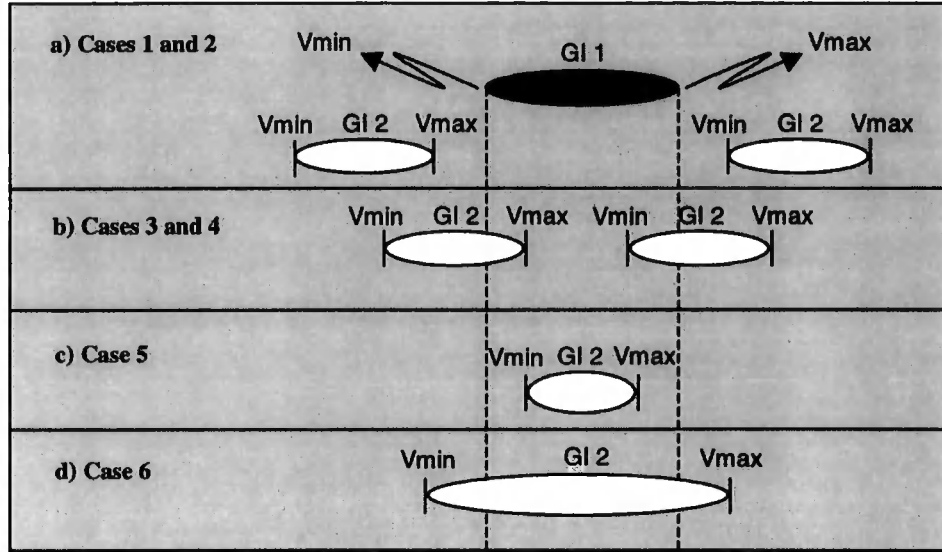 a) Cases 1 and 2
Vmin
GI 1
Vmax
Vmin GI 2 Vmax
Vmin GI 2 Vmax
b) Cases 3 and 4
Vmin GI 2 Vmax
Vmin GI 2 Vmax
c) Case 5
Vmin GI 2 Vmax
d) Case 6
Vmin GI 2 Vmax